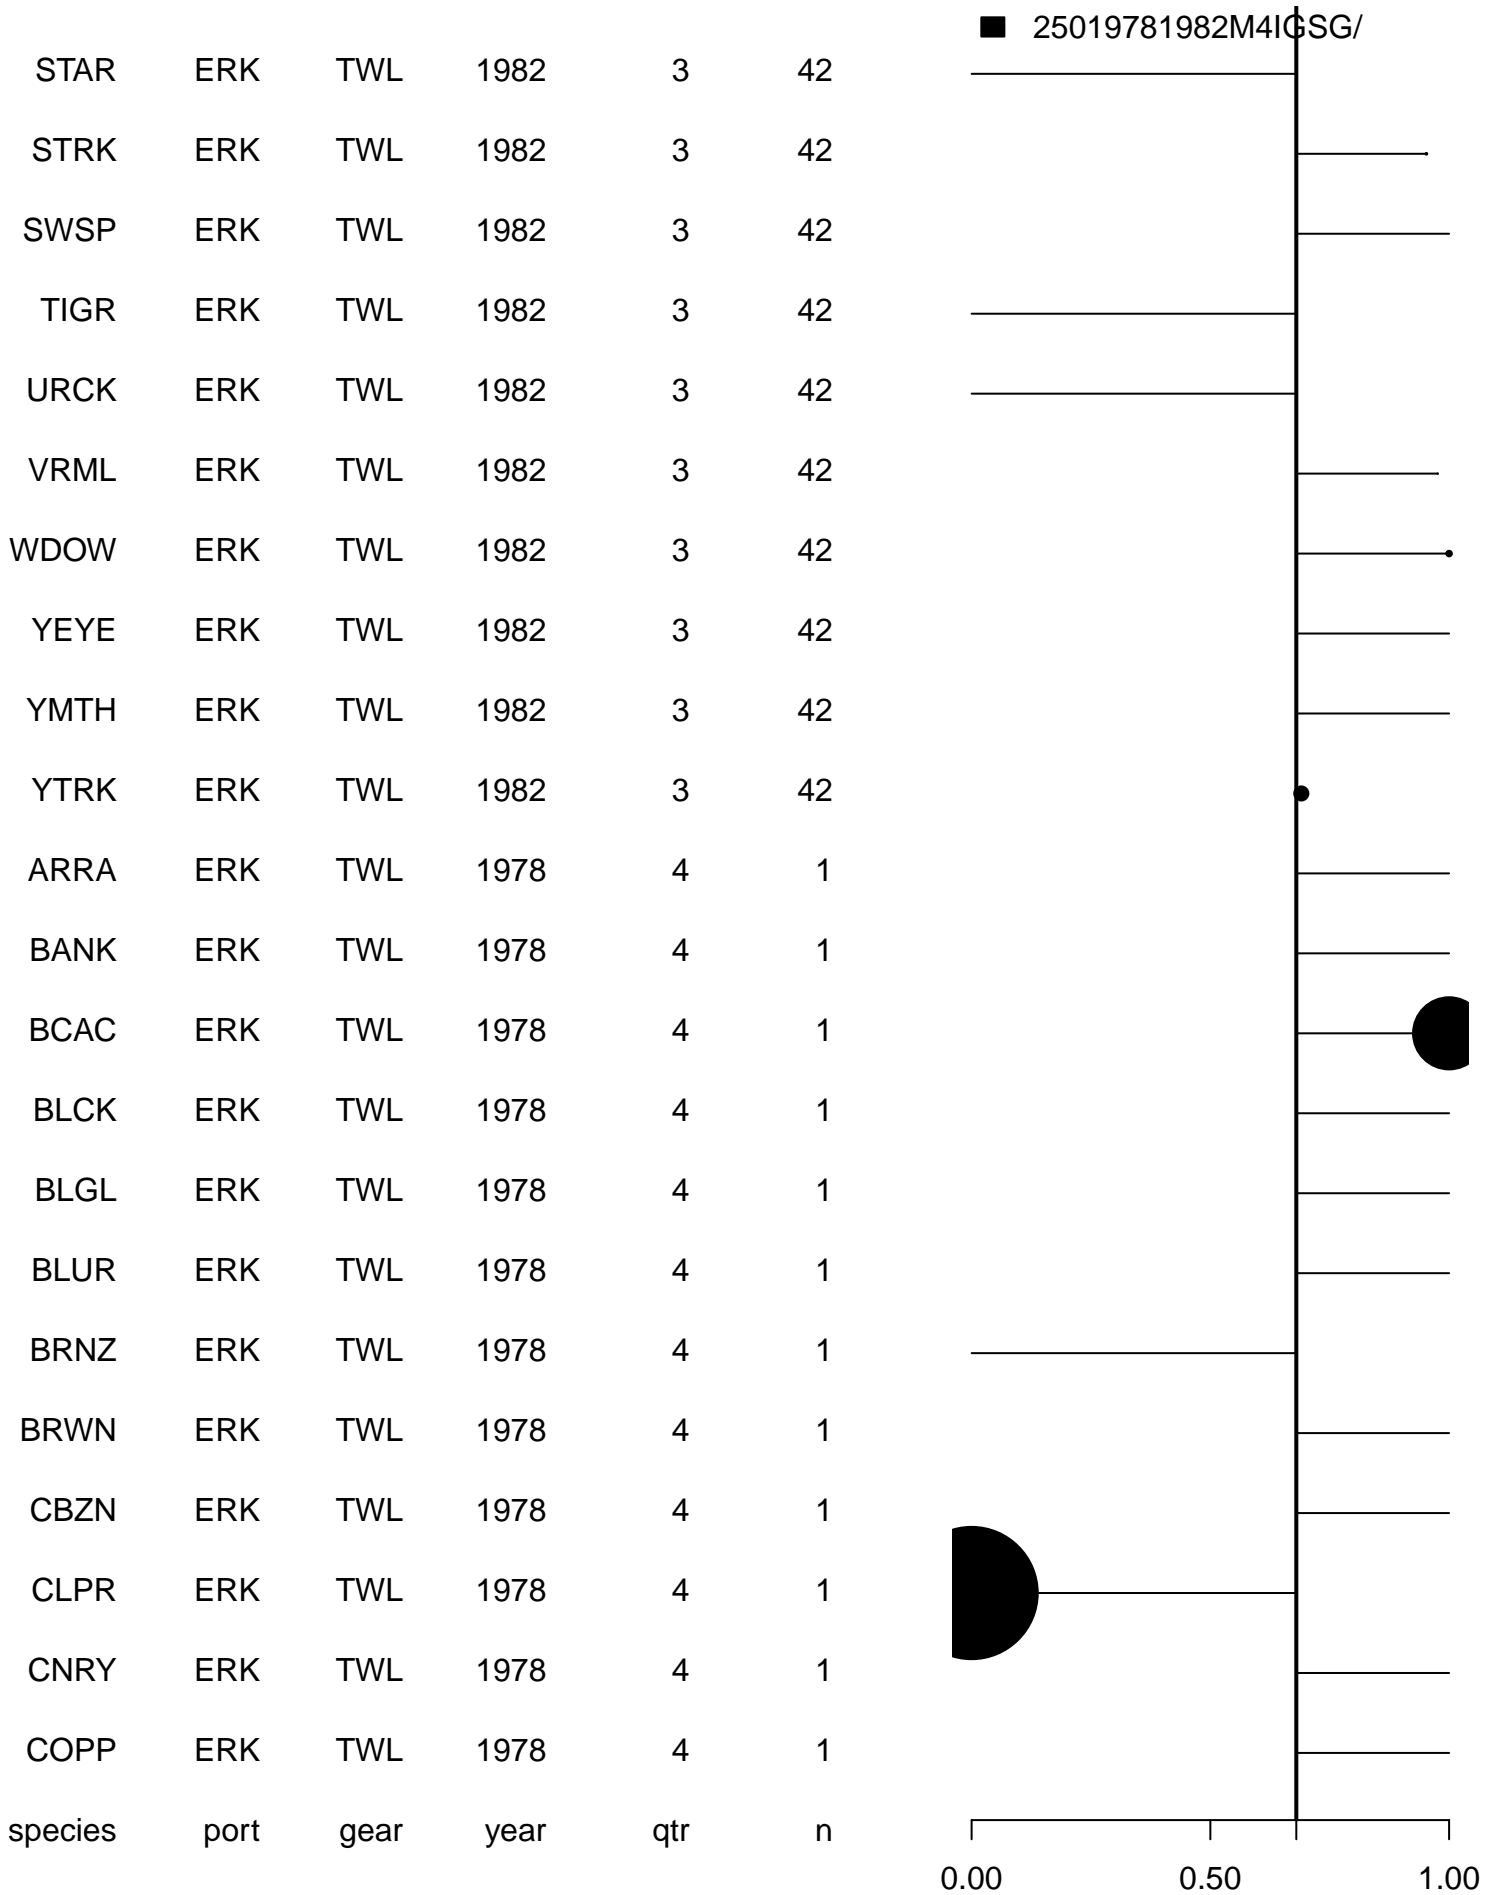 25019781982M4IGSG/
STAR ERK TWL 1982 3 42
STRK ERK TWL 1982 3 42
SWSP ERK TWL 1982 3 42
TIGR ERK TWL 1982 3 42
URCK ERK TWL 1982 3 42
VRML ERK TWL 1982 3 42
WDOW ERK TWL 1982 3 42
YEYE ERK TWL 1982 3 42
YMTH ERK TWL 1982 3 42
YTRK ERK TWL 1982 3 42
ARRA ERK TWL 1978 4 1
BANK ERK TWL 1978 4 1
BCAC ERK TWL 1978 4 1
BLCK ERK TWL 1978 4 1
BLGL ERK TWL 1978 4 1
BLUR ERK TWL 1978 4 1
BRNZ ERK TWL 1978 4 1
BRWN ERK TWL 1978 4 1
CBZN ERK TWL 1978 4 1
CLPR ERK TWL 1978 4 1
CNRY ERK TWL 1978 4 1
COPP ERK TWL 1978 4 1
species port gear year qtr n
0.00 0.50 1.00